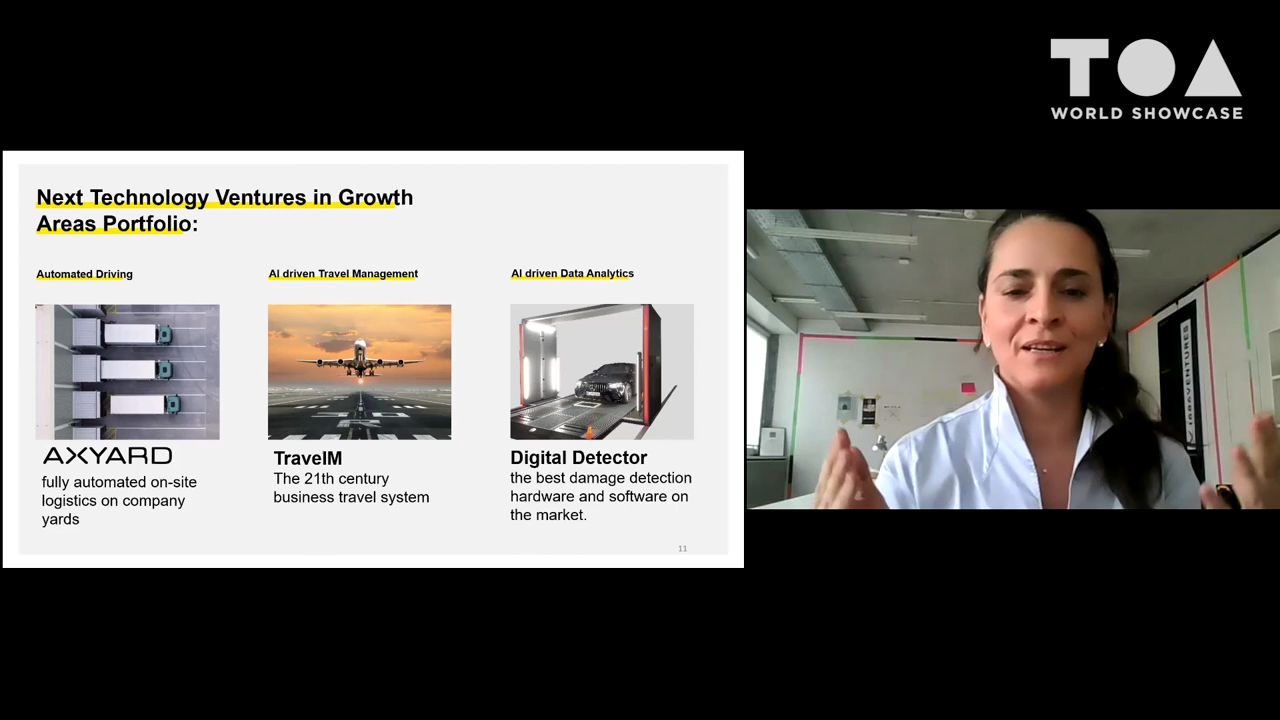 TOA
WORLD SHOWCASE
Next Technology Ventures in Growth
Areas Portfolio:
Automated Driving
AI driven Travel Management
AI driven Data Analytics
AXYARD
fully automated on-site
logistics on company
yards
TravelM
The 21th century
business travel system
Digital Detector
the best damage detection
hardware and software on
the market.
11